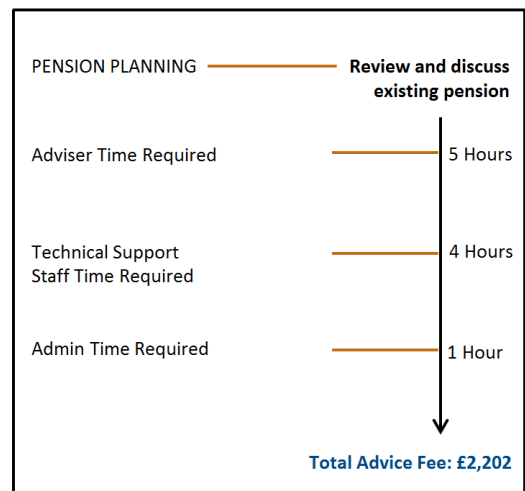 PENSION PLANNING
Review and discuss
existing pension
Adviser Time Required
5 Hours
Technical Support
Staff Time Required
4 Hours
Admin Time Required
1 Hour
Total Advice Fee: £2,202